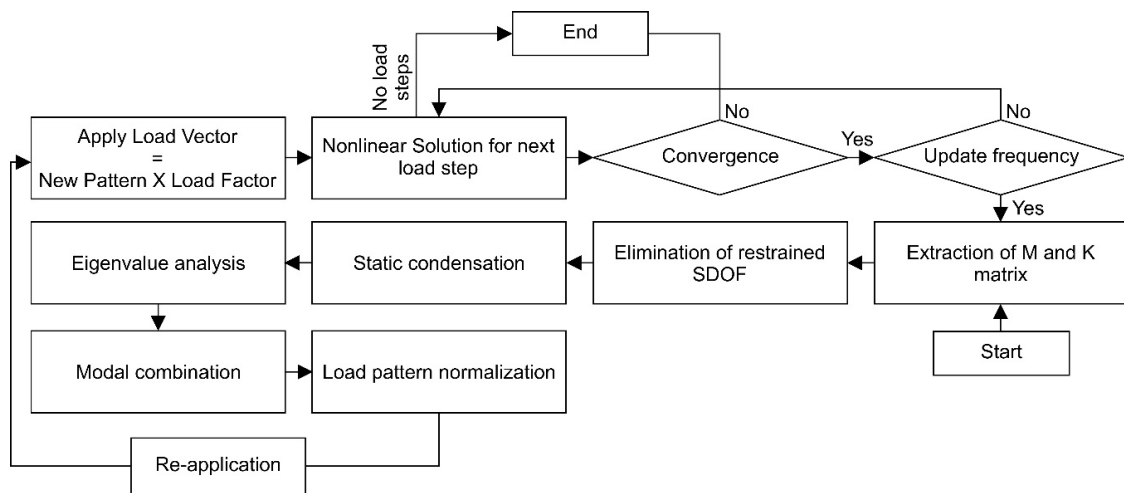 End
No load
steps
No
No
Apply Load Vector
=
New Pattern X Load Factor
Nonlinear Solution for next
load step
Convergence
Yes
Update frequency
Yes
Eigenvalue analysis
Static condensation
Elimination of restrained
SDOF
Extraction of M and K
matrix
Start
Modal combination
Load pattern normalization
Re-application